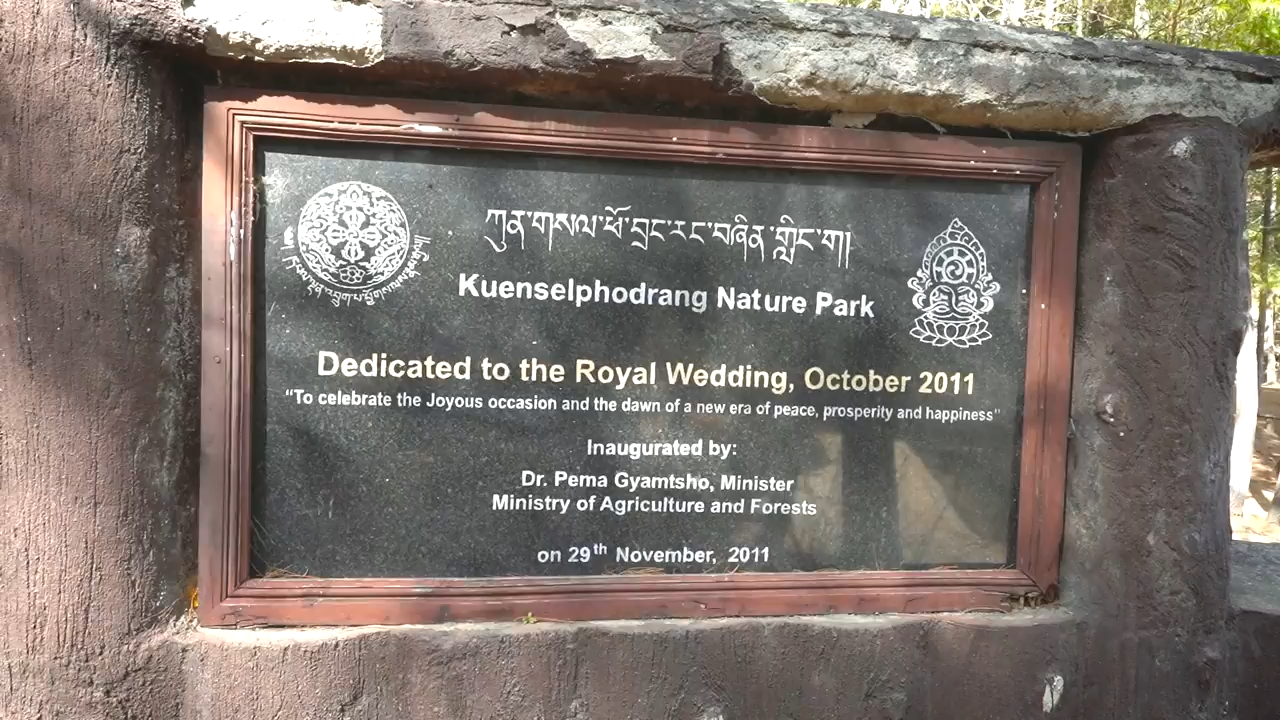 ཀུན་གསལ་ཕོ་བྲང་རང་བཞིན་གླིང་ག།
Kuenselphodrang Nature Park
Dedicated to the Royal Wedding, October 2011
“To celebrate the Joyous occasion and the dawn of a new era of peace, prosperity and happiness”
Inaugurated by:
Dr. Pema Gyamtsho, Minister
Ministry of Agriculture and Forests
on 29th November, 2011